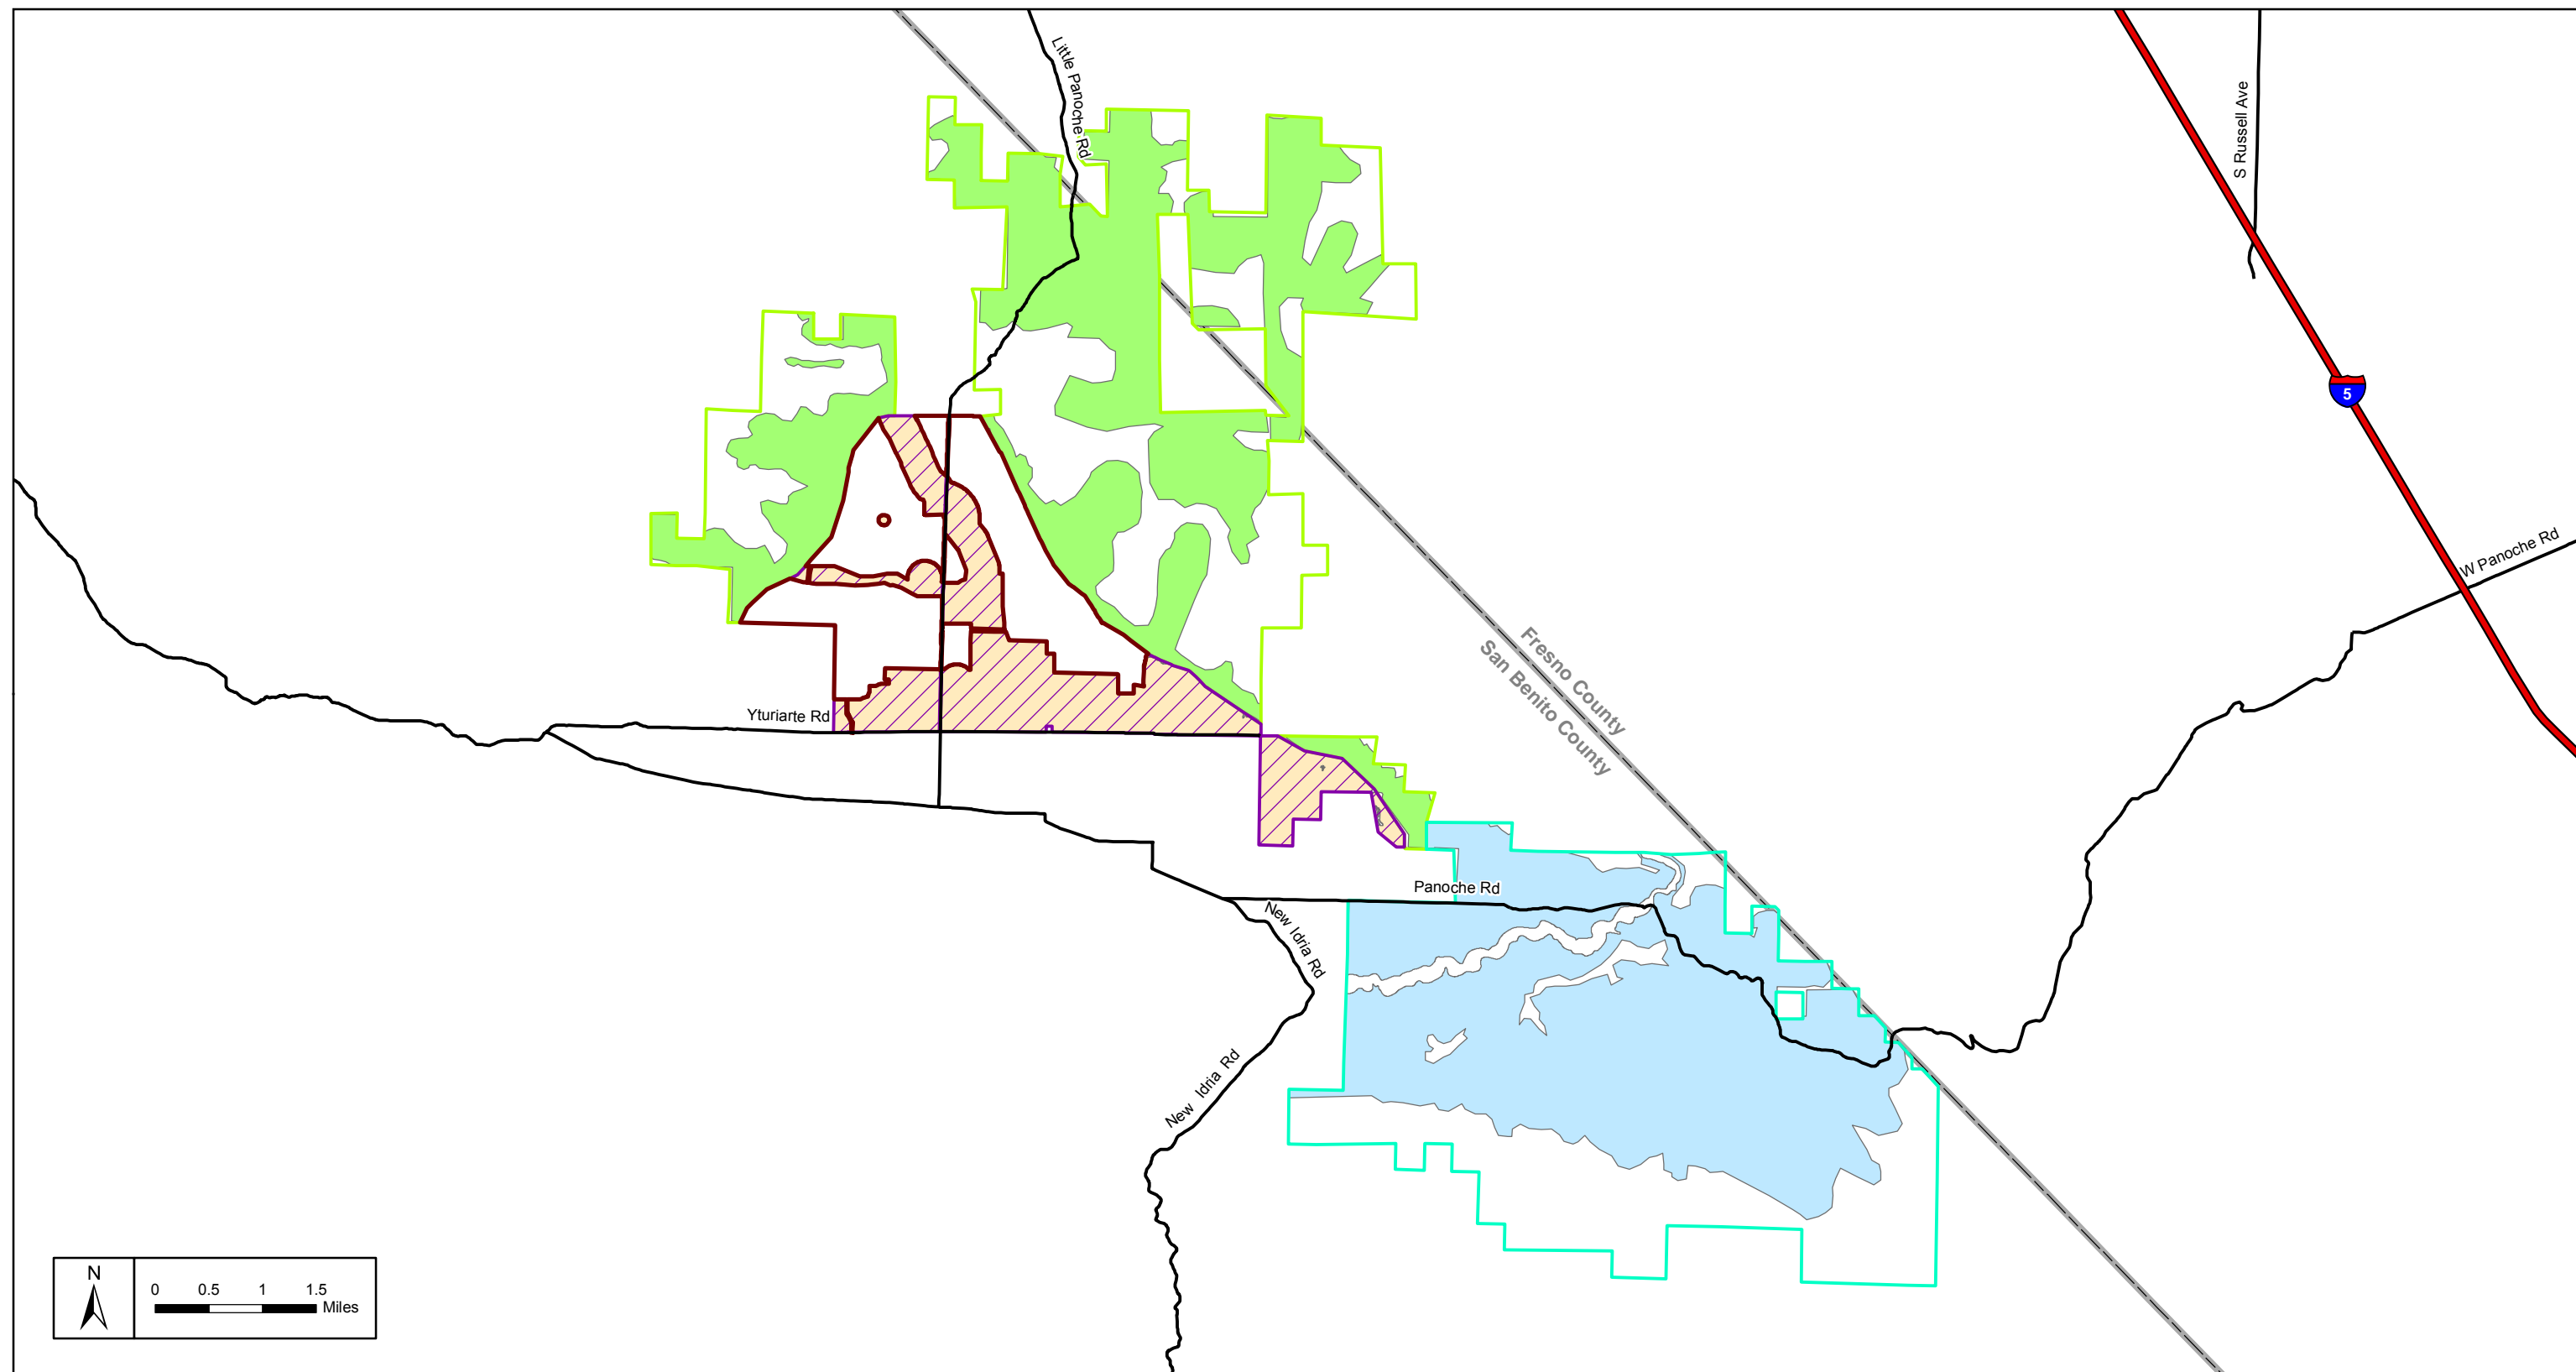 Little Panoche Rd
S Russell Ave
5
W Panoche Rd
Fresno County
San Benito County
Yturiarte Rd
Panoche Rd
New Idria Rd
New Idria Rd
N
0 0.5 1 1.5
Miles